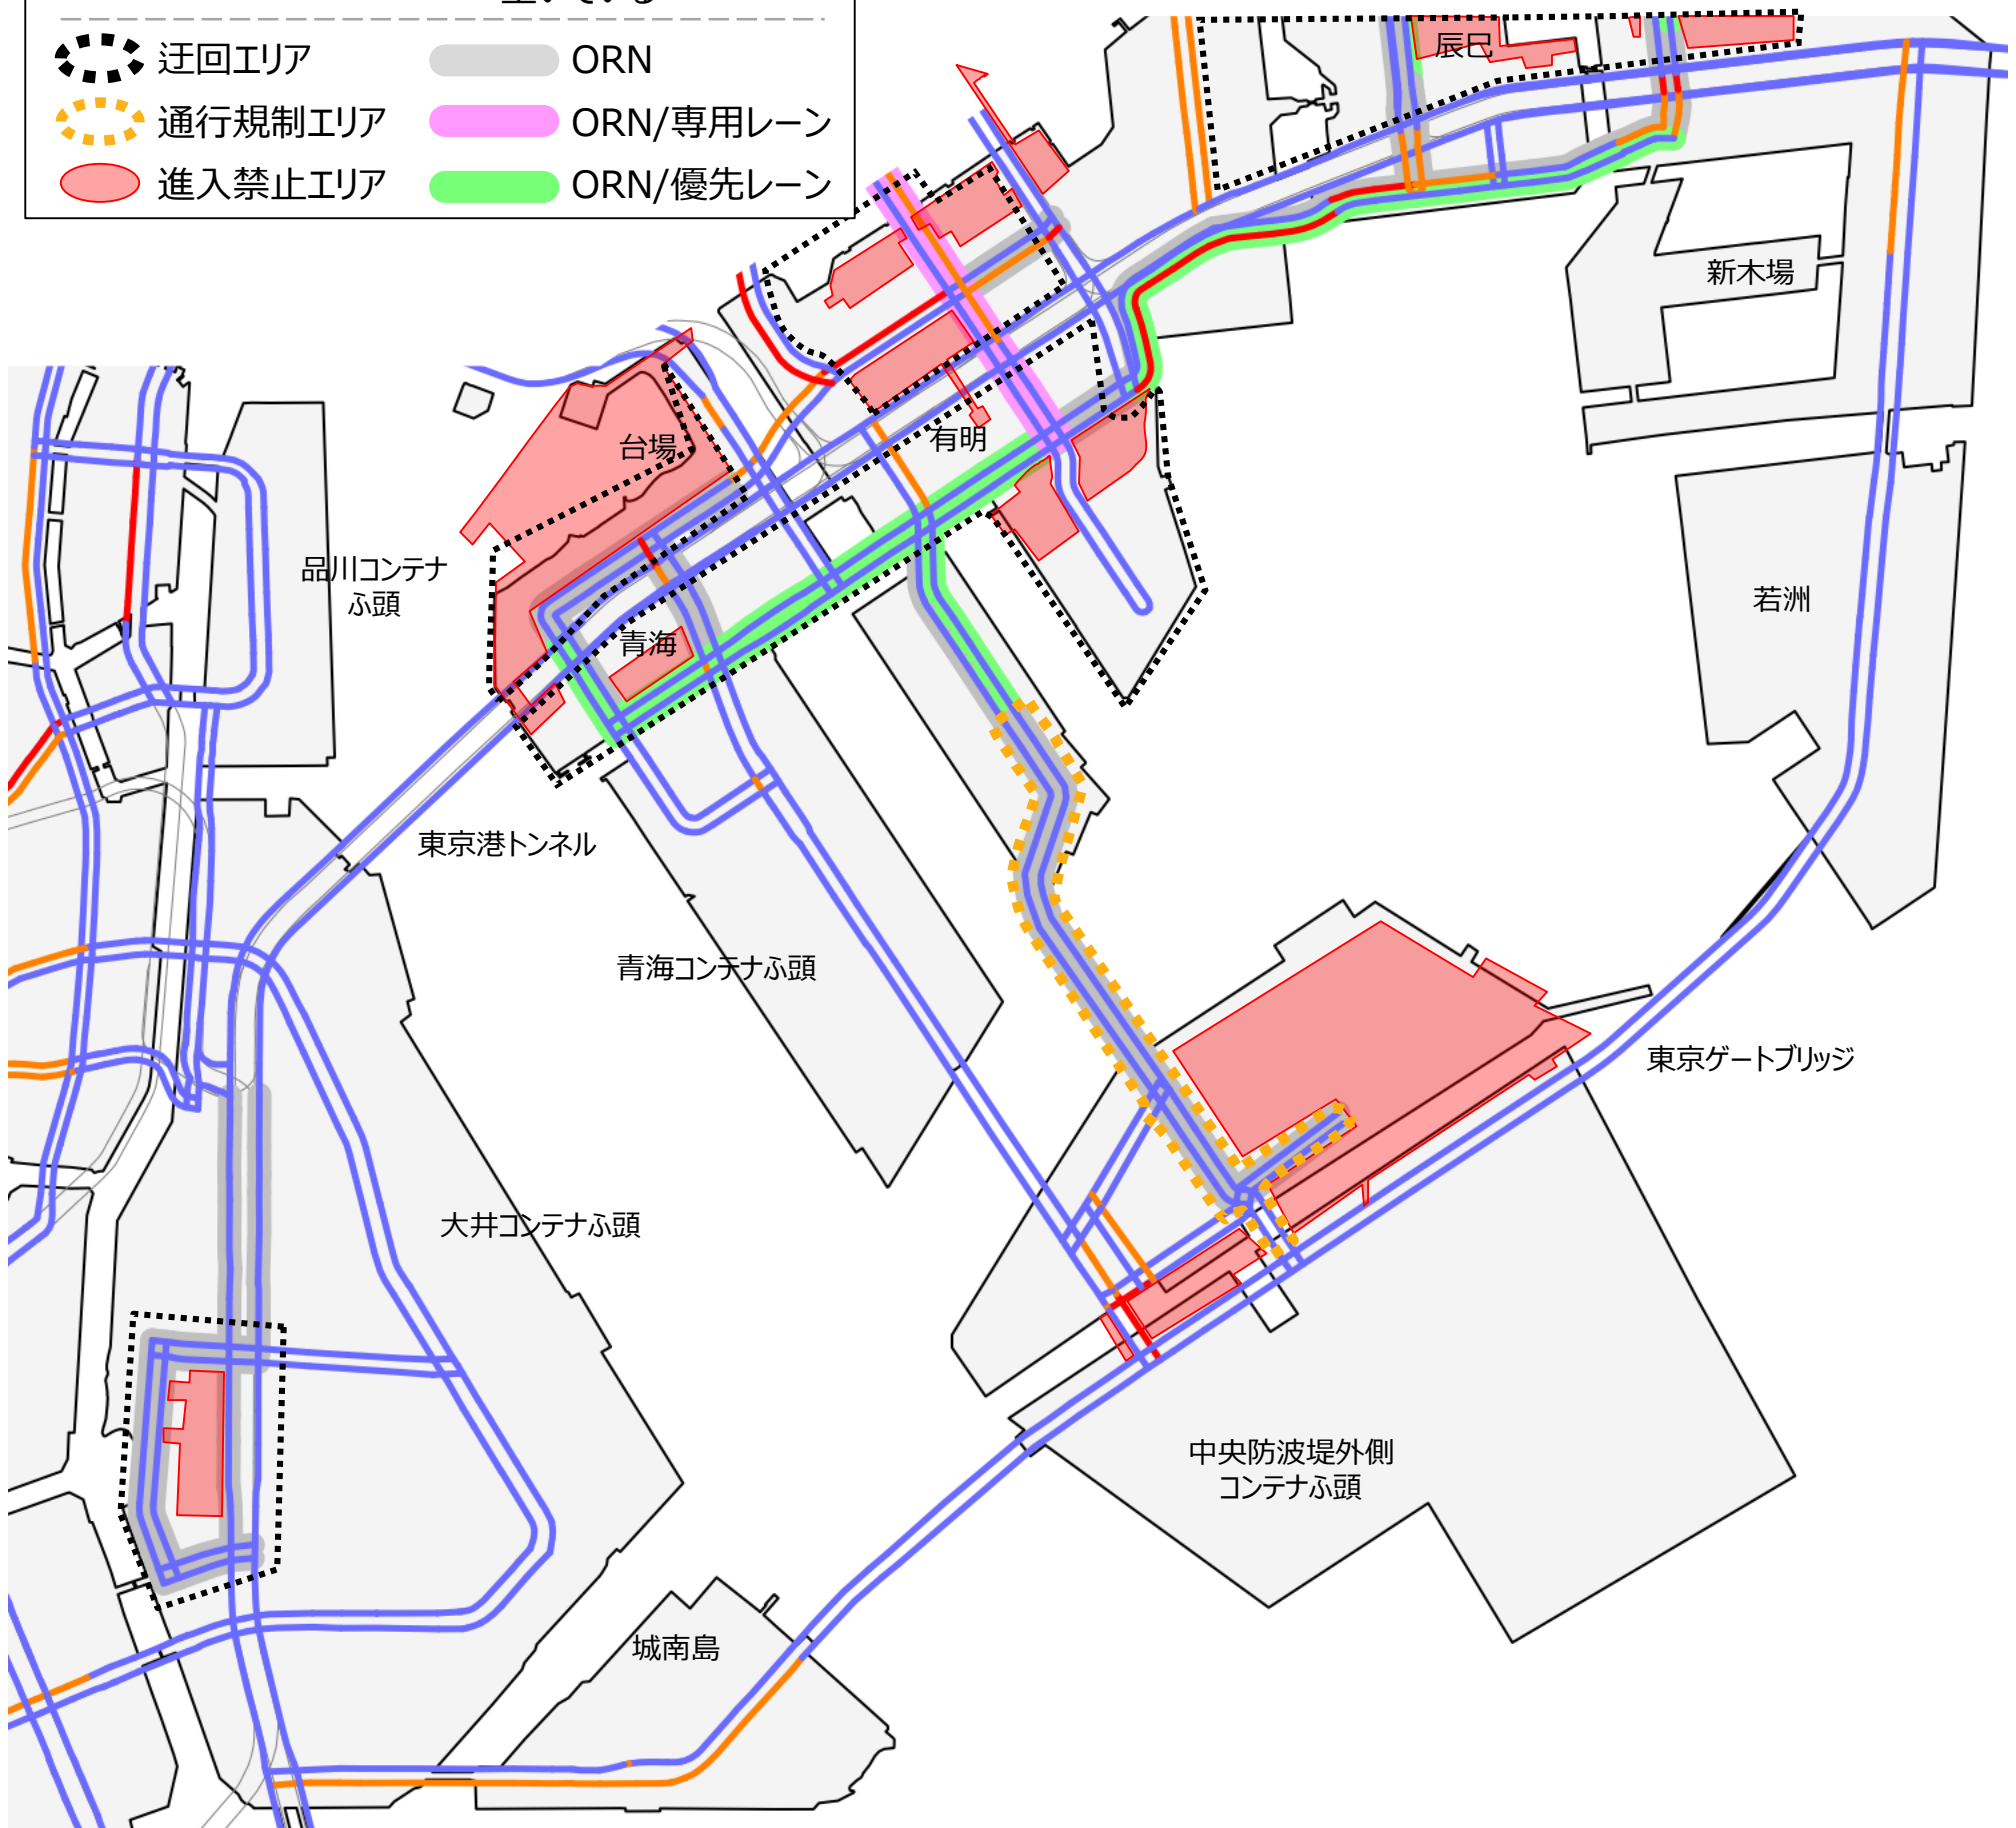 空いている
迂回エリア
ORN
通行規制エリア
ORN/専用レーン
進入禁止エリア
ORN/優先レーン
辰巳
新木場
有明
台場
品川コンテナ
ふ頭
若洲
青海
東京港トンネル
青海コンテナふ頭
東京ゲートブリッジ
大井コンテナふ頭
中央防波堤外側
コンテナふ頭
城南島